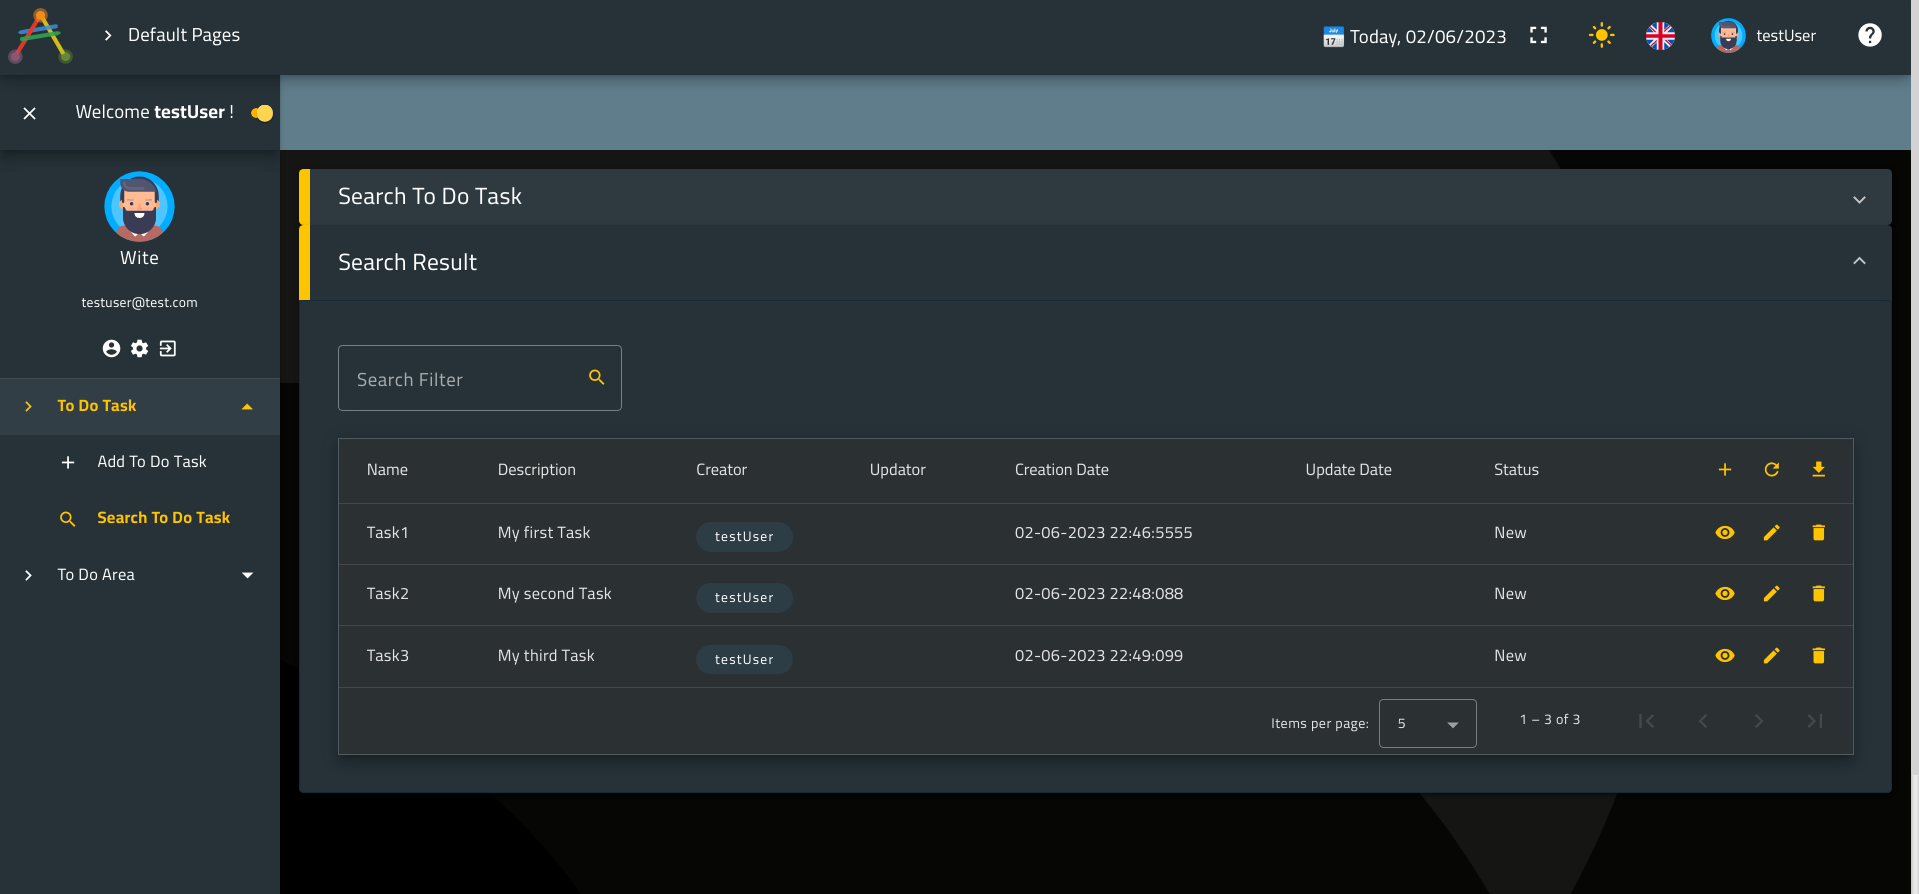 Default Pages
Today, 02/06/2023
testUser
Welcome testUser !
Wite
testuser@test.com
To Do Task
Add To Do Task
Search To Do Task
To Do Area
Search To Do Task
Search Result
Search Filter
Name Description Creator Updator Creation Date Update Date Status
Task1 My first Task testUser 02-06-2023 22:46:5555 New
Task2 My second Task testUser 02-06-2023 22:48:088 New
Task3 My third Task testUser 02-06-2023 22:49:099 New
Items per page: 5 1 – 3 of 3